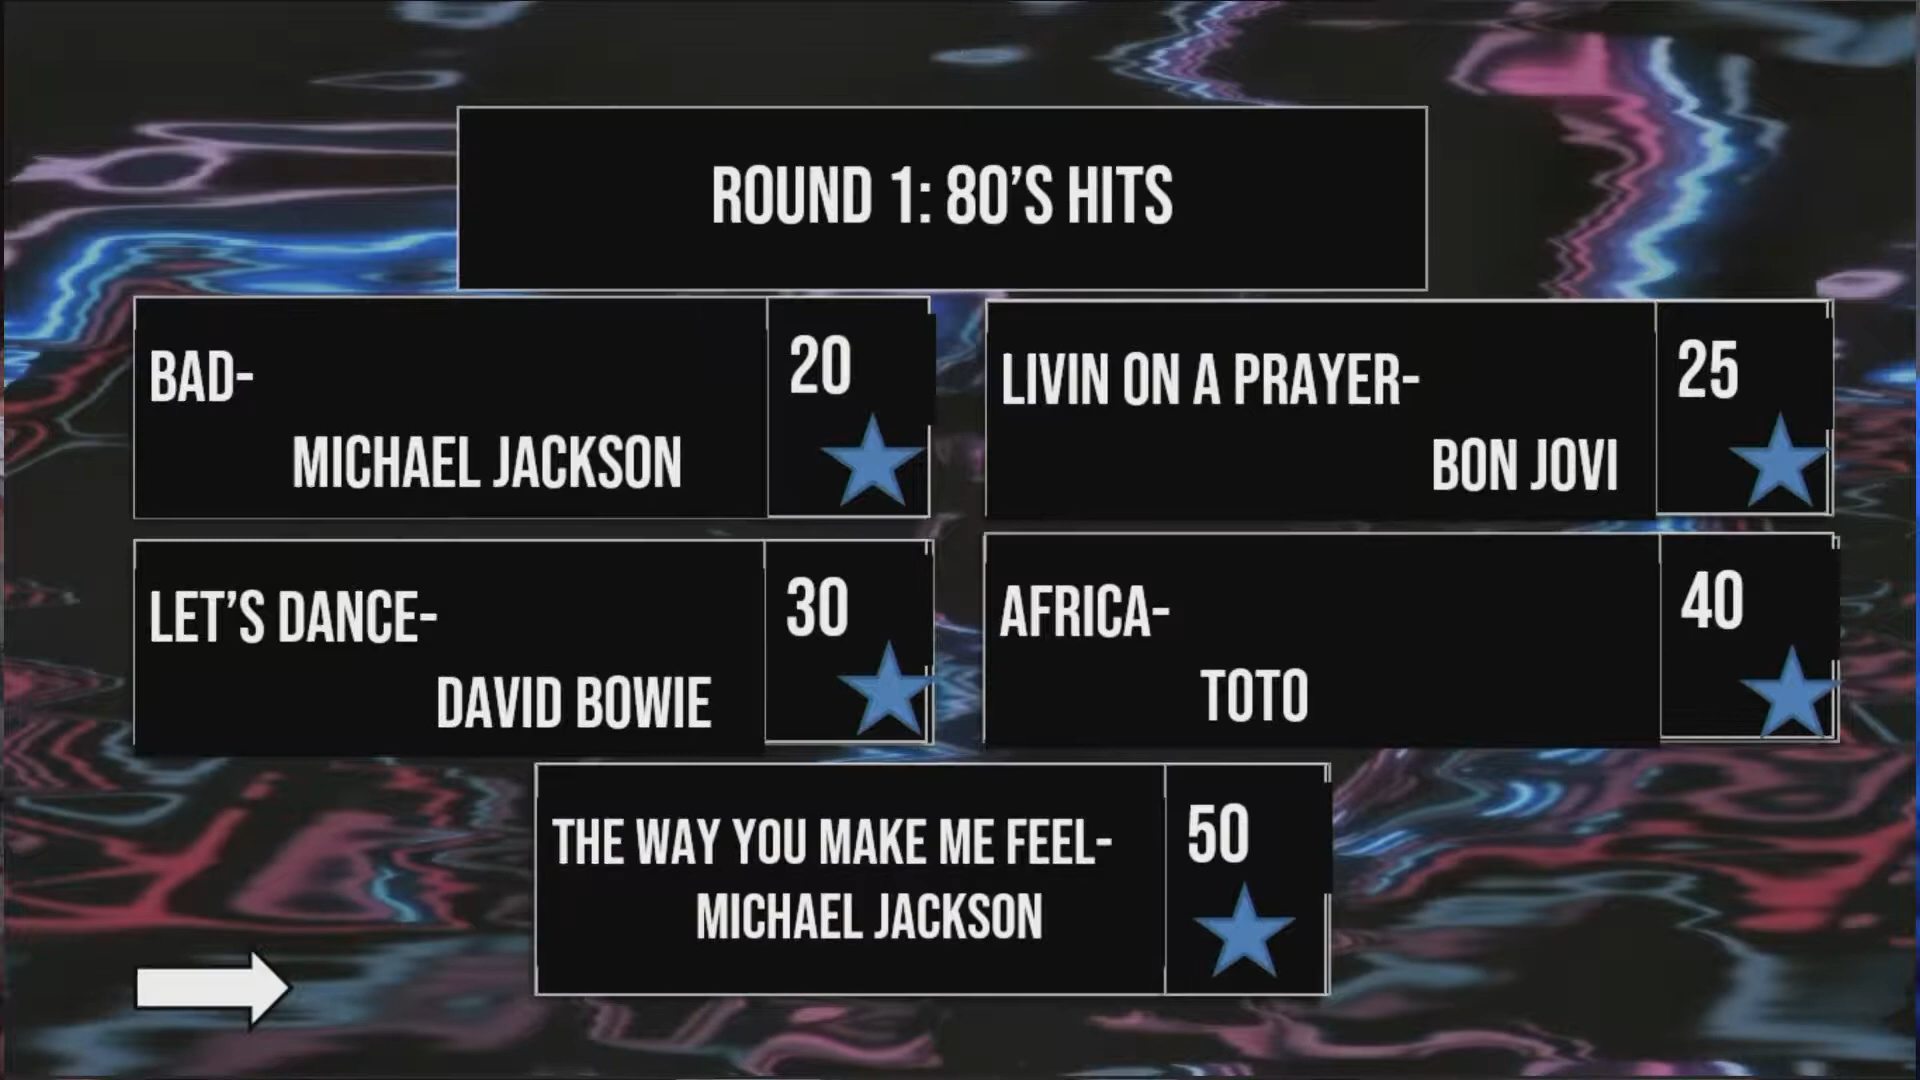 ROUND 1: 80'S HITS
BAD-
MICHAEL JACKSON
20
LIVIN ON A PRAYER-
BON JOVI
25
LET'S DANCE-
DAVID BOWIE
30
AFRICA-
TOTO
40
THE WAY YOU MAKE ME FEEL-
MICHAEL JACKSON
50